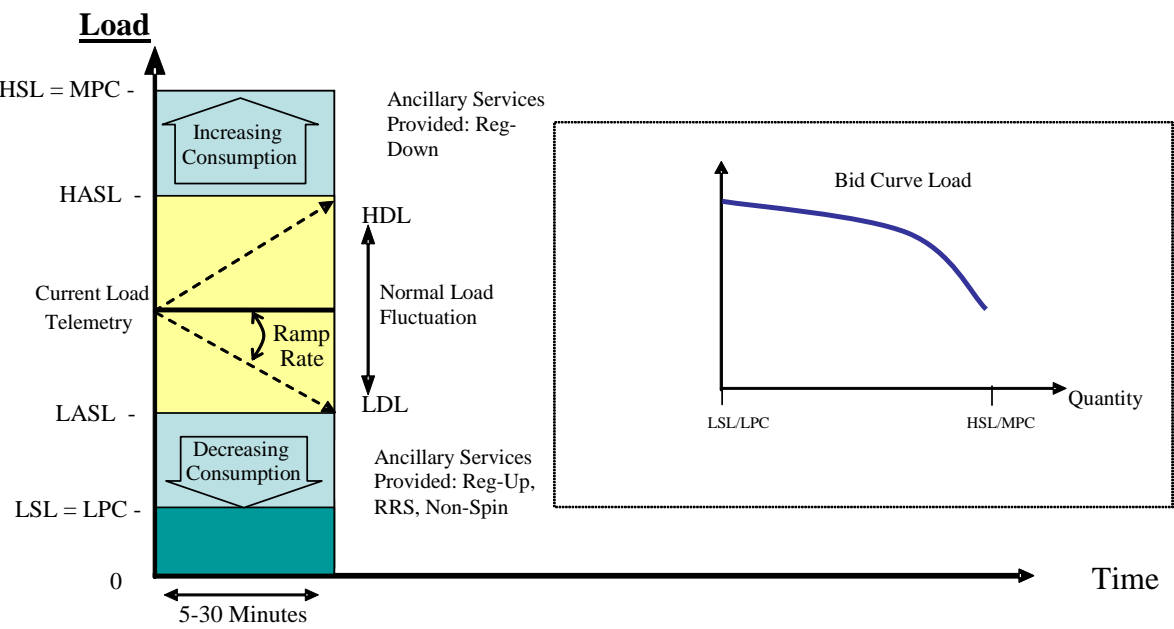 Load
HSL = MPC -
Increasing
Consumption
Ancillary Services
Provided: Reg-
Down
HASL -
HDL
Current Load
Telemetry
Normal Load
Fluctuation
Ramp
Rate
LDL
LASL -
Decreasing
Consumption
Ancillary Services
Provided: Reg-Up,
RRS, Non-Spin
LSL = LPC -
0
5-30 Minutes
Time
Bid Curve Load
Quantity
LSL/LPC
HSL/MPC